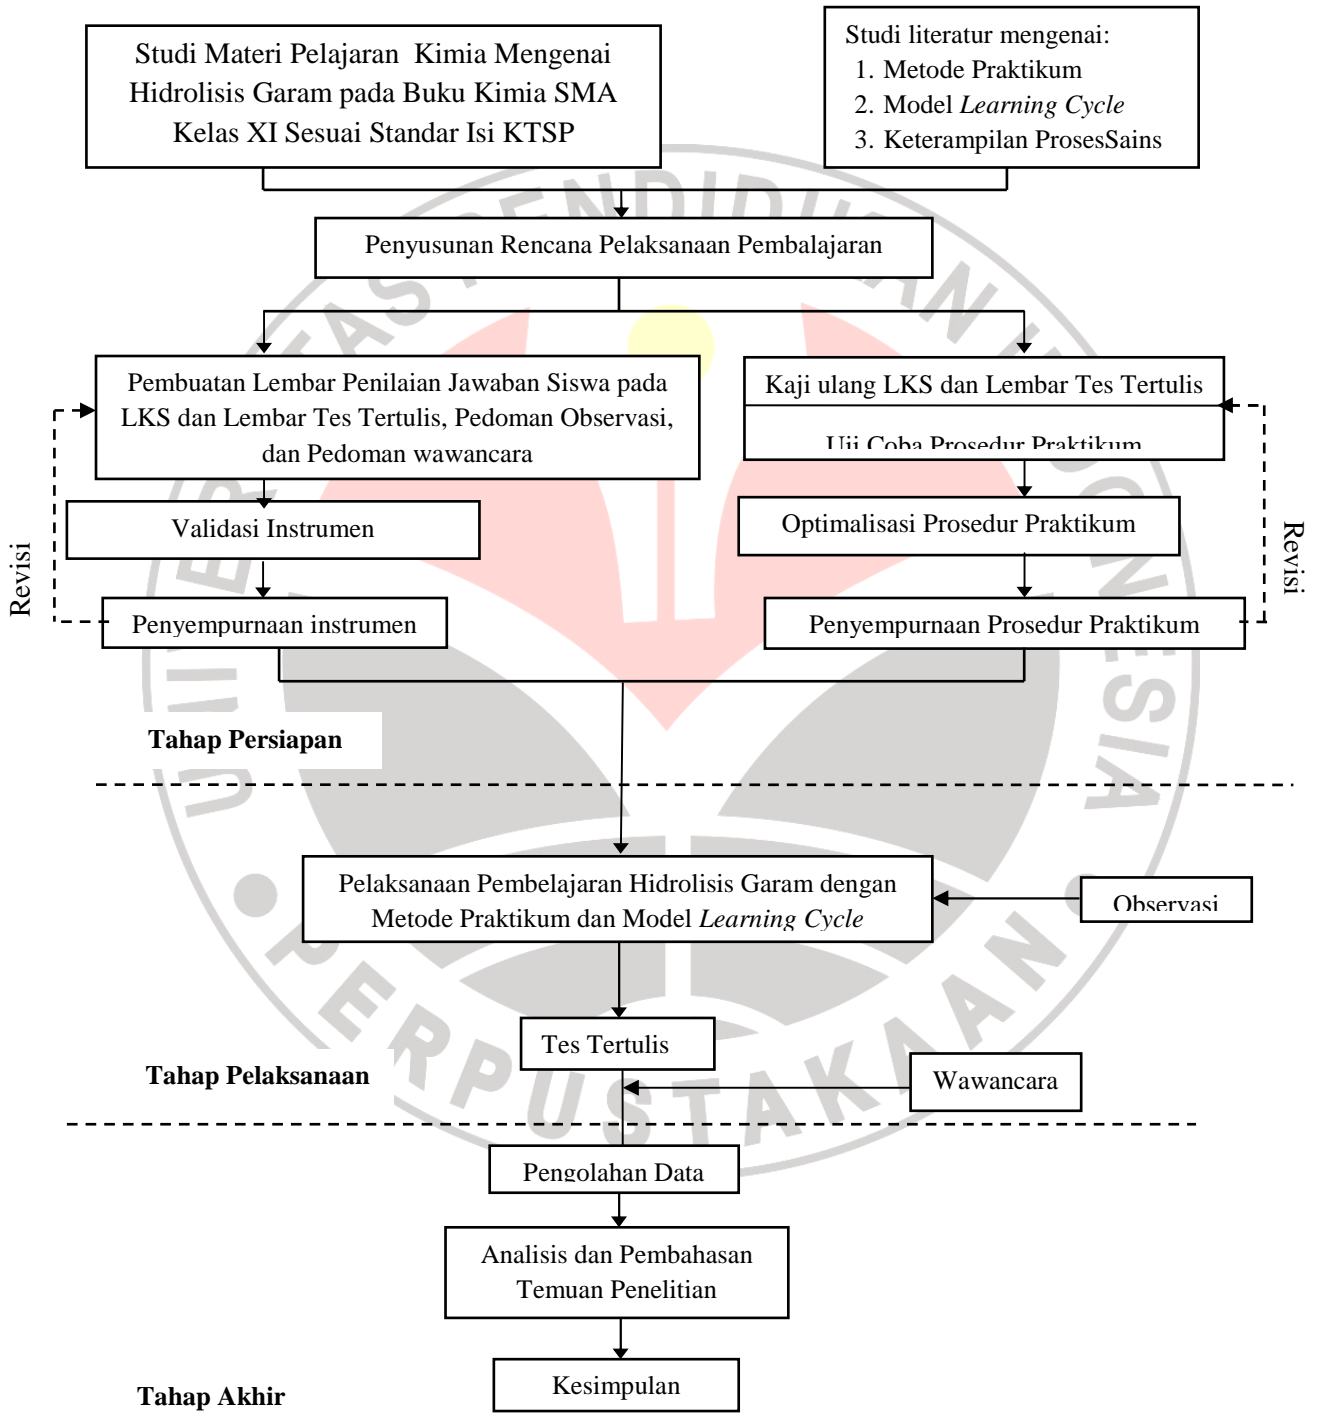 Studi Materi Pelajaran Kimia Mengenai
Hidrolisis Garam pada Buku Kimia SMA
Kelas XI Sesuai Standar Isi KTSP
Studi literatur mengenai:
1. Metode Praktikum
2. Model Learning Cycle
3. Keterampilan ProsesSains
Penyusunan Rencana Pelaksanaan Pembalajaran
Pembuatan Lembar Penilaian Jawaban Siswa pada
LKS dan Lembar Tes Tertulis, Pedoman Observasi,
dan Pedoman wawancara
Kaji ulang LKS dan Lembar Tes Tertulis
Uji Coba Prosedur Praktikum
Validasi Instrumen
Optimalisasi Prosedur Praktikum
Revisi
Revisi
Penyempurnaan instrumen
Penyempurnaan Prosedur Praktikum
Tahap Persiapan
Pelaksanaan Pembelajaran Hidrolisis Garam dengan
Metode Praktikum dan Model Learning Cycle
Observasi
Tes Tertulis
Tahap Pelaksanaan
Wawancara
Pengolahan Data
Analisis dan Pembahasan
Temuan Penelitian
Kesimpulan
Tahap Akhir
UNIVERSITAS PENDIDIKAN INDONESIA
PERPUSTAKAAN